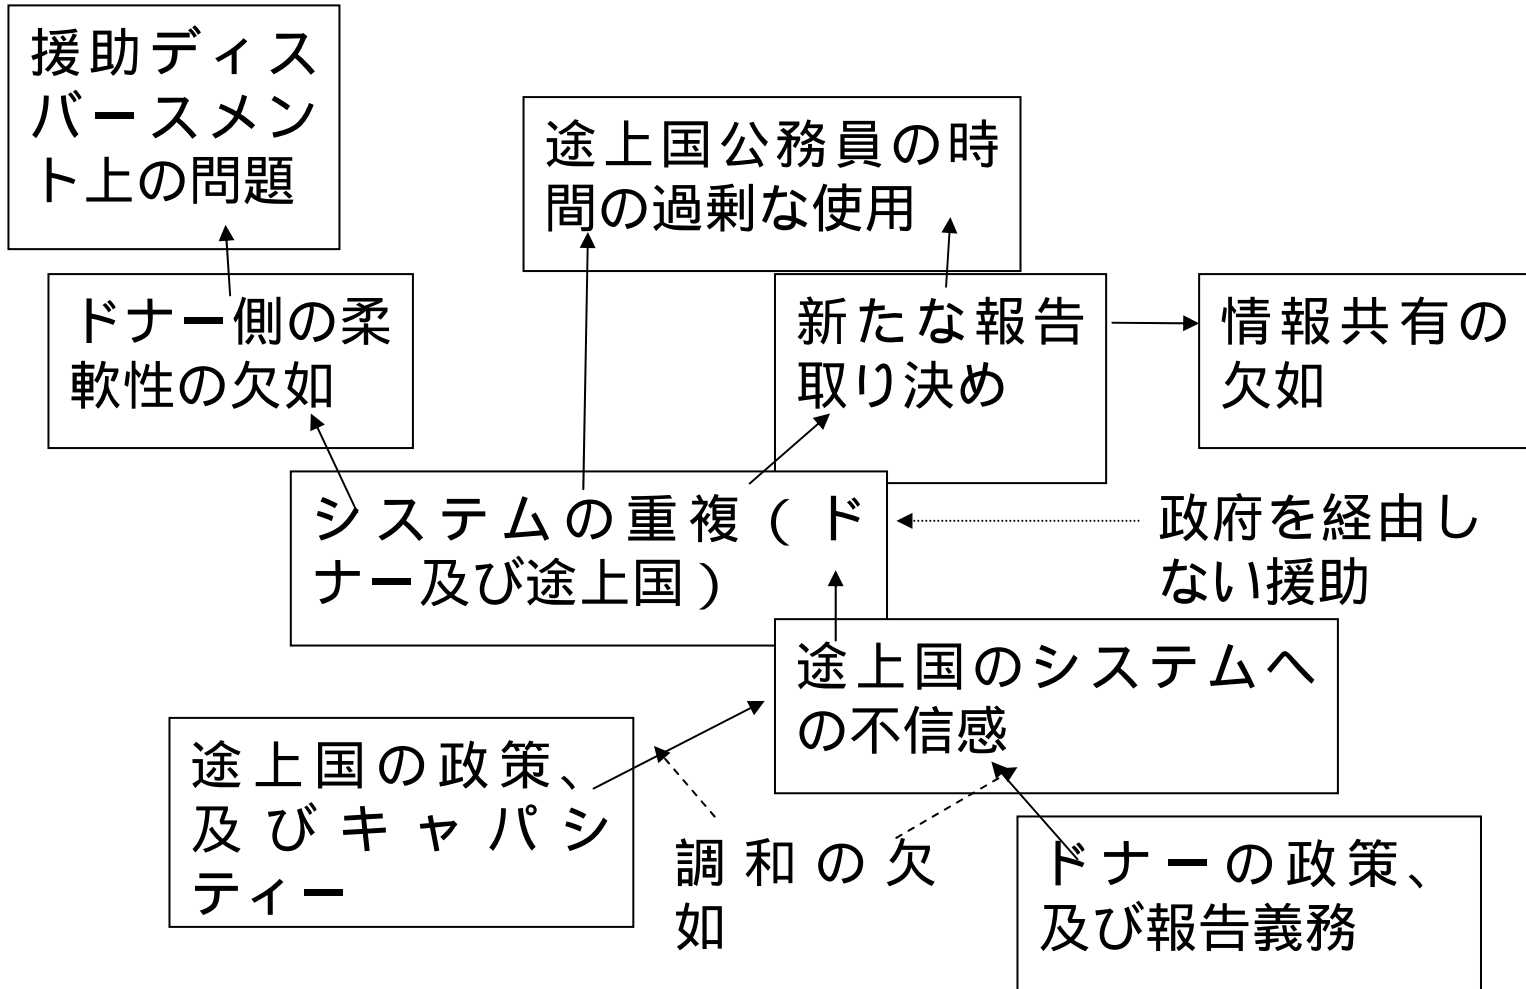 援助ディス
バースメン
ト上の問題
途上国公務員の時
間の過剰な使用
ドナー側の柔
軟性の欠如
新たな報告
取り決め
情報共有の
欠如
システムの重複（ド
ナー及び途上国）
政府を経由し
ない援助
途上国のシステムへ
の不信感
途上国の政策、
及びキャパシ
ティー
調和の欠
如
ドナーの政策、
及び報告義務